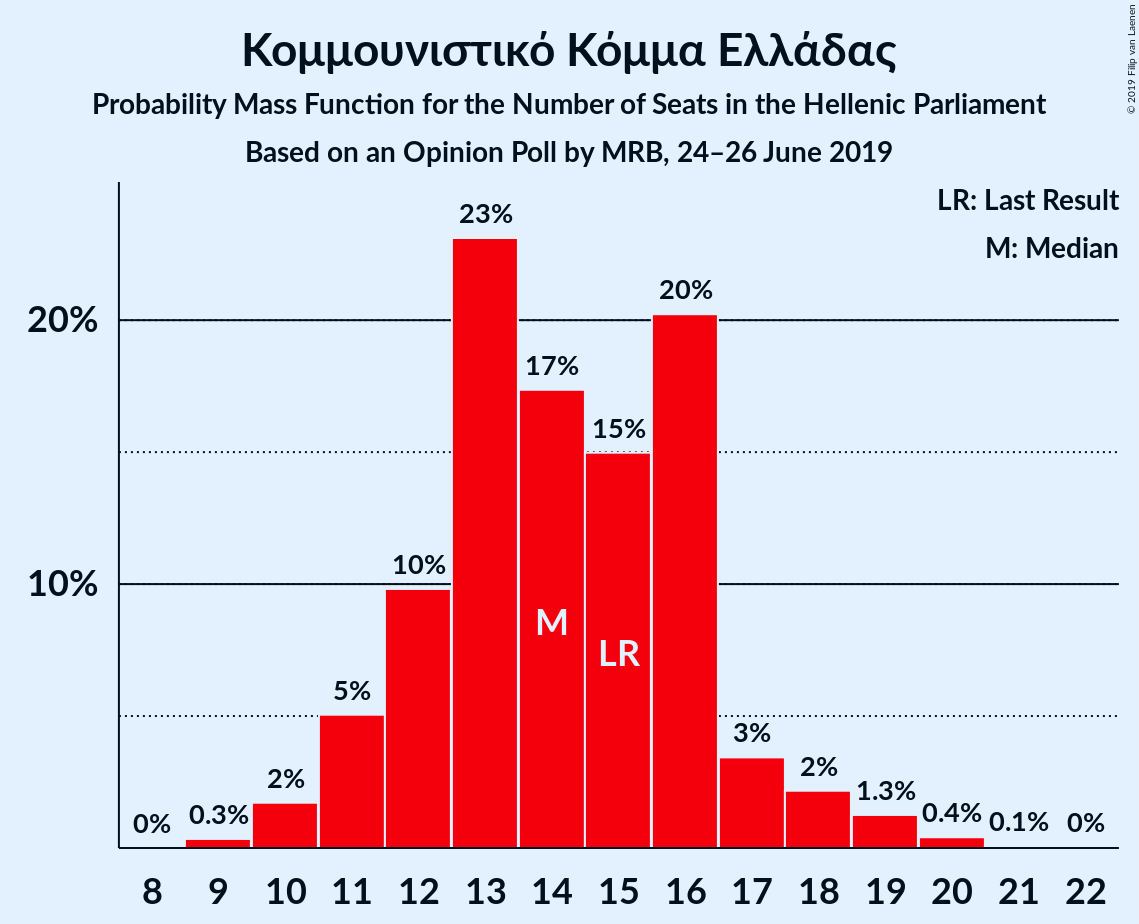 Κομμουνιστικό Κόμμα Ελλάδας
Probability Mass Function for the Number of Seats in the Hellenic Parliament
Based on an Opinion Poll by MRB, 24–26 June 2019
© 2019 Filip van Laenen
LR: Last Result
M: Median
20%
10%
0%
0.3%
2%
5%
10%
23%
17%
15%
20%
3%
2%
1.3%
0.4%
0.1%
0%
M
LR
8 9 10 11 12 13 14 15 16 17 18 19 20 21 22